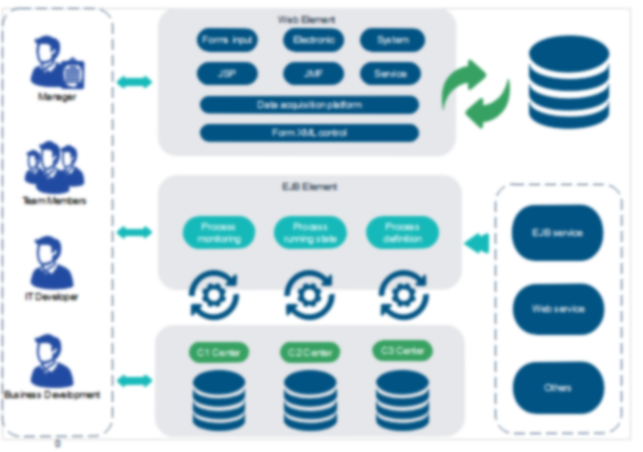 Web Element
Forms input
Electronic
System
JSP
JMF
Service
Data acquisition platform
Form XML control
Manager
Team Members
IT Developer
Business Development
EJB Element
Process
monitoring
Process
running state
Process
definition
EJB service
Web service
Others
C1 Center
C2 Center
C3 Center